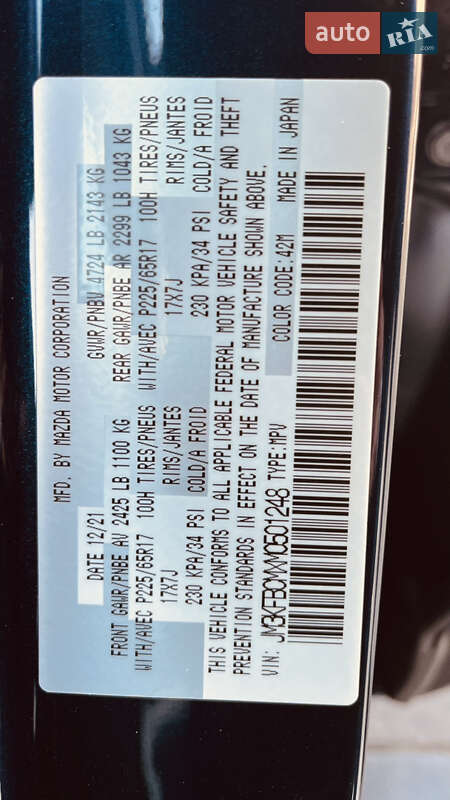 auto RIA.com
MFD. BY MAZDA MOTOR CORPORATION
DATE 12/21 GVWR/PNBV 4724 LB 2143 KG
FRONT GAWR/PNBE AV 2425 LB 1100 KG REAR GAWR/PNBE AR 2299 LB 1043 KG
WITH/AVEC P225/65R17 100H TIRES/PNEUS WITH/AVEC P225/65R17 100H TIRES/PNEUS
17X7J RIMS/JANTES 17X7J RIMS/JANTES
230 KPA/34 PSI COLD/A FROID 230 KPA/34 PSI COLD/A FROID
THIS VEHICLE CONFORMS TO ALL APPLICABLE FEDERAL MOTOR VEHICLE SAFETY AND THEFT
PREVENTION STANDARDS IN EFFECT ON THE DATE OF MANUFACTURE SHOWN ABOVE.
VIN: JM3KFBCMXN0501248 TYPE:MPV COLOR CODE:42M MADE IN JAPAN